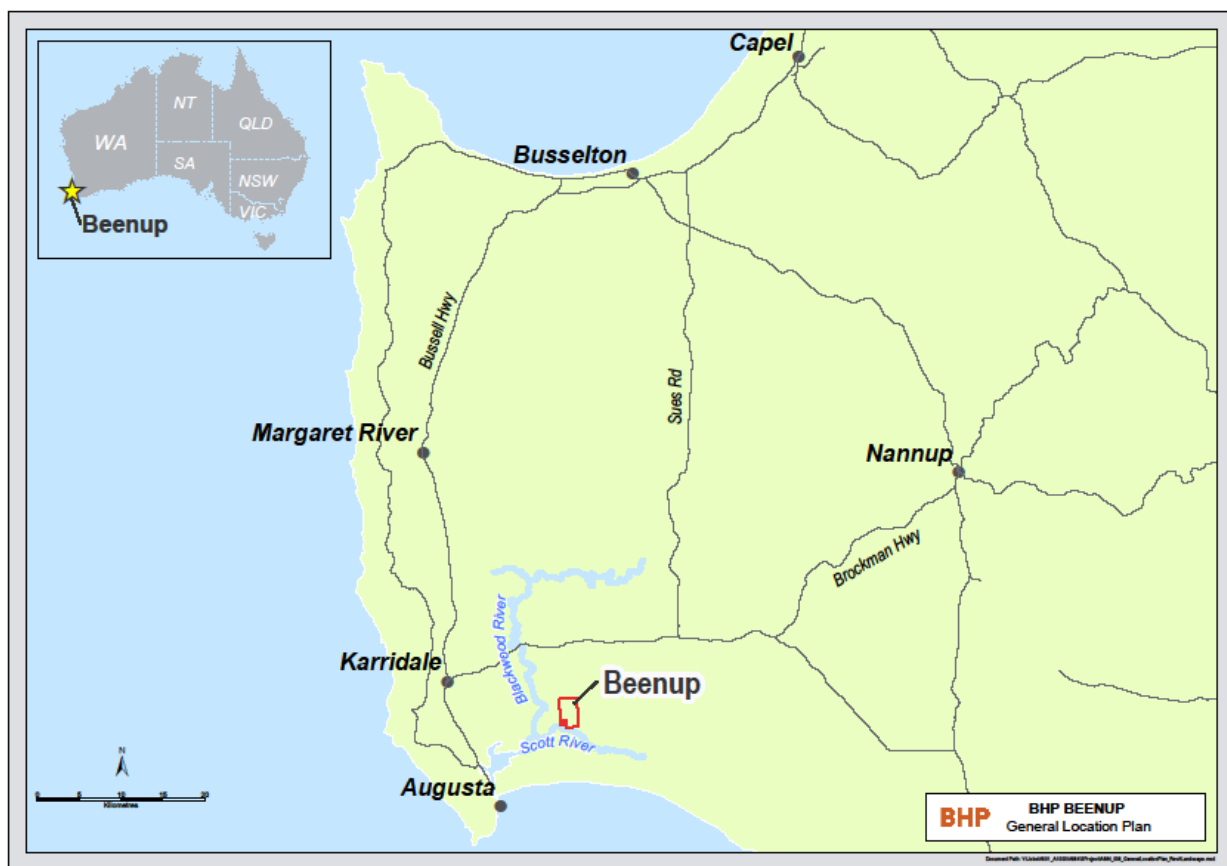 Capel
NT
QLD
WA
SA
NSW
VIC
Beenup
Busselton
Bussell Hwy
Sues Rd
Margaret River
Nannup
Brockman Hwy
Blackwood River
Karridale
Beenup
Scott River
Augusta
N
0 5 10 15 20
Kilometres
BHP
BHP BEENUP
General Location Plan